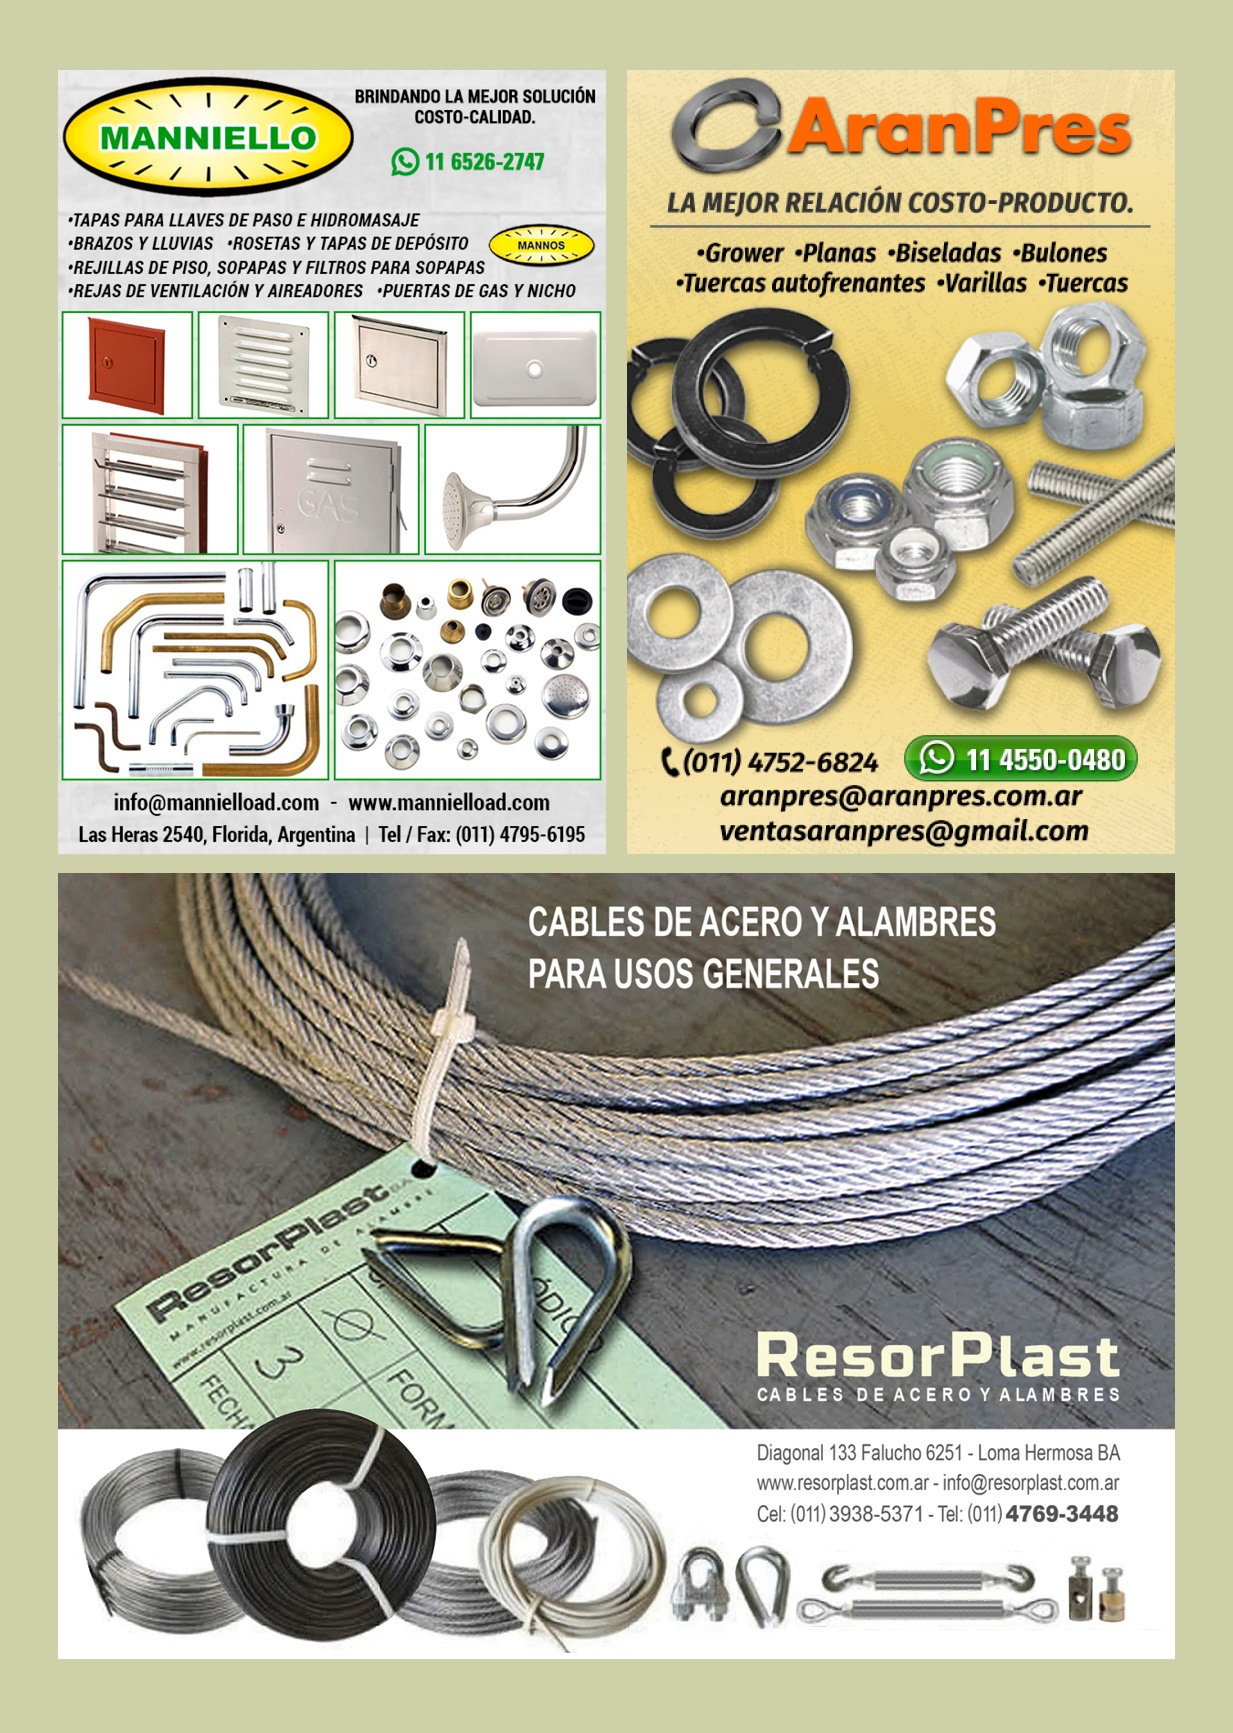 MANNIELLO
BRINDANDO LA MEJOR SOLUCIÓN
COSTO-CALIDAD.
11 6526-2747
•TAPAS PARA LLAVES DE PASO E HIDROMASAJE
•BRAZOS Y LLUVIAS •ROSETAS Y TAPAS DE DEPÓSITO
•REJILLAS DE PISO, SOPAPAS Y FILTROS PARA SOPAPAS
•REJAS DE VENTILACIÓN Y AIREADORES •PUERTAS DE GAS Y NICHO
MANNOS
GAS
info@mannielload.com - www.mannielload.com
Las Heras 2540, Florida, Argentina | Tel / Fax: (011) 4795-6195
AranPres
LA MEJOR RELACIÓN COSTO-PRODUCTO.
•Grower •Planas •Biseladas •Bulones
•Tuercas autofrenantes •Varillas •Tuercas
(011) 4752-6824
11 4550-0480
aranpres@aranpres.com.ar
ventasaranpres@gmail.com
CABLES DE ACERO Y ALAMBRES
PARA USOS GENERALES
ResorPlast
MANUFACTURA DE ALAMBRE
www.resorplast.com.ar
3
FECHA
FORM
ÓDIGO
ResorPlast
CABLES DE ACERO Y ALAMBRES
Diagonal 133 Falucho 6251 - Loma Hermosa BA
www.resorplast.com.ar - info@resorplast.com.ar
Cel: (011) 3938-5371 - Tel: (011) 4769-3448